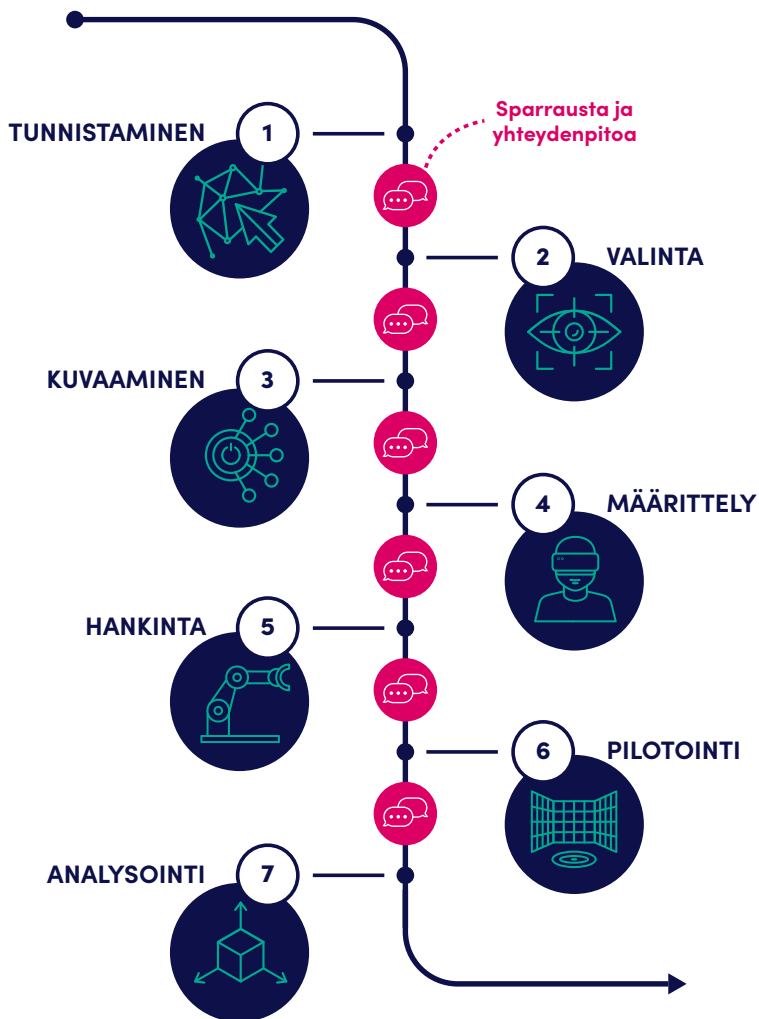 TUNNISTAMINEN 1
Sparrausta ja
yhteydenpitoa
2 VALINTA
KUVAAMINEN 3
4 MÄÄRITTELY
HANKINTA 5
6 PILOTOINTI
ANALYSOINTI 7